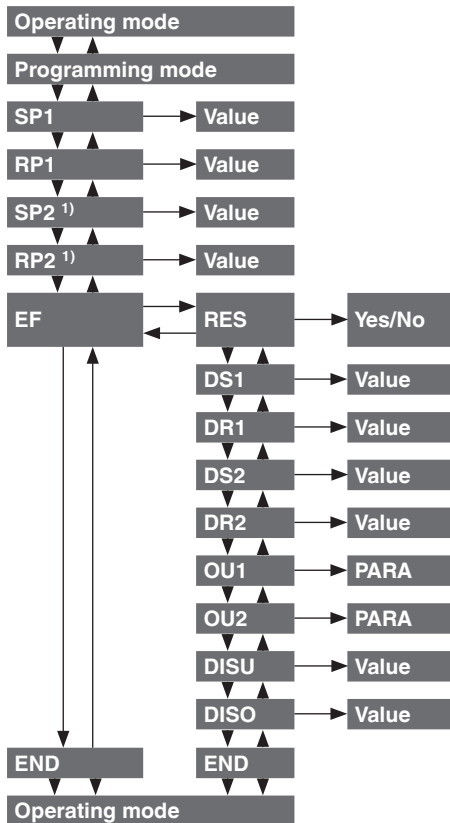 Operating mode
Programming mode
SP1 Value
RP1 Value
SP2 1) Value
RP2 1) Value
EF RES Yes/No
DS1 Value
DR1 Value
DS2 Value
DR2 Value
OU1 PARA
OU2 PARA
DISU Value
DISO Value
END END
Operating mode